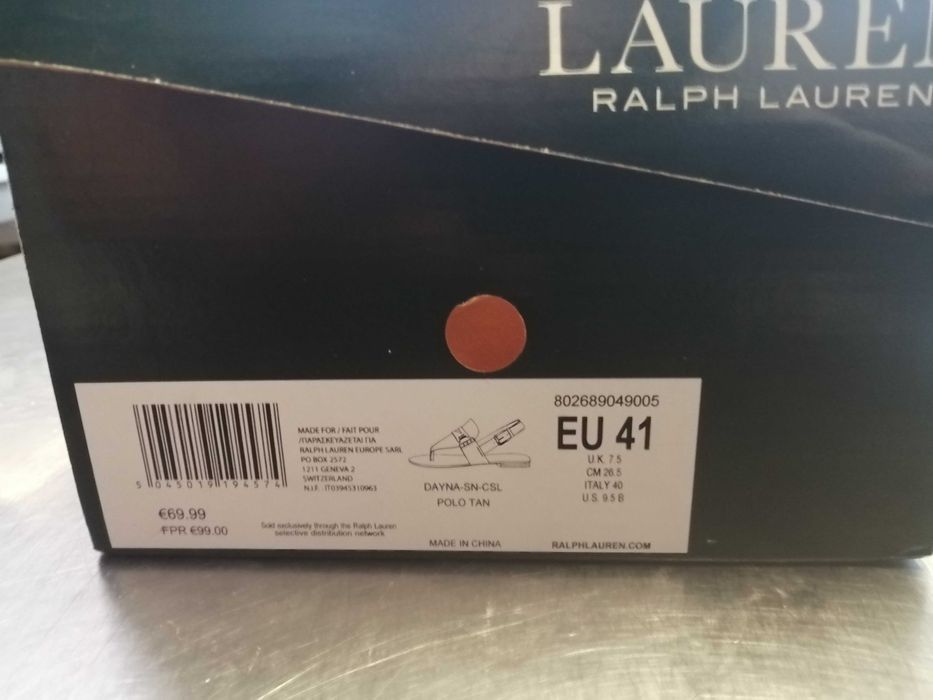 LAUREN
RALPH LAUREN
802689049005
EU 41
U.K. 7.5
CM 26.5
ITALY 40
U.S. 9.5 B
RALPHLAUREN.COM
DAYNA-SN-CSL
POLO TAN
MADE IN CHINA
MADE FOR / FAIT POUR
/ΠΑΡΑΣΚΕΥΑΖΕΤΑΙ ΓΙΑ
RALPH LAUREN EUROPE SARL
PO BOX 2572
1211 GENEVA 2
SWITZERLAND
N.I.F. IT03945310963
Sold exclusively through the Ralph Lauren
selective distribution network
5 045019 194574
€69.99
FPR €99.00